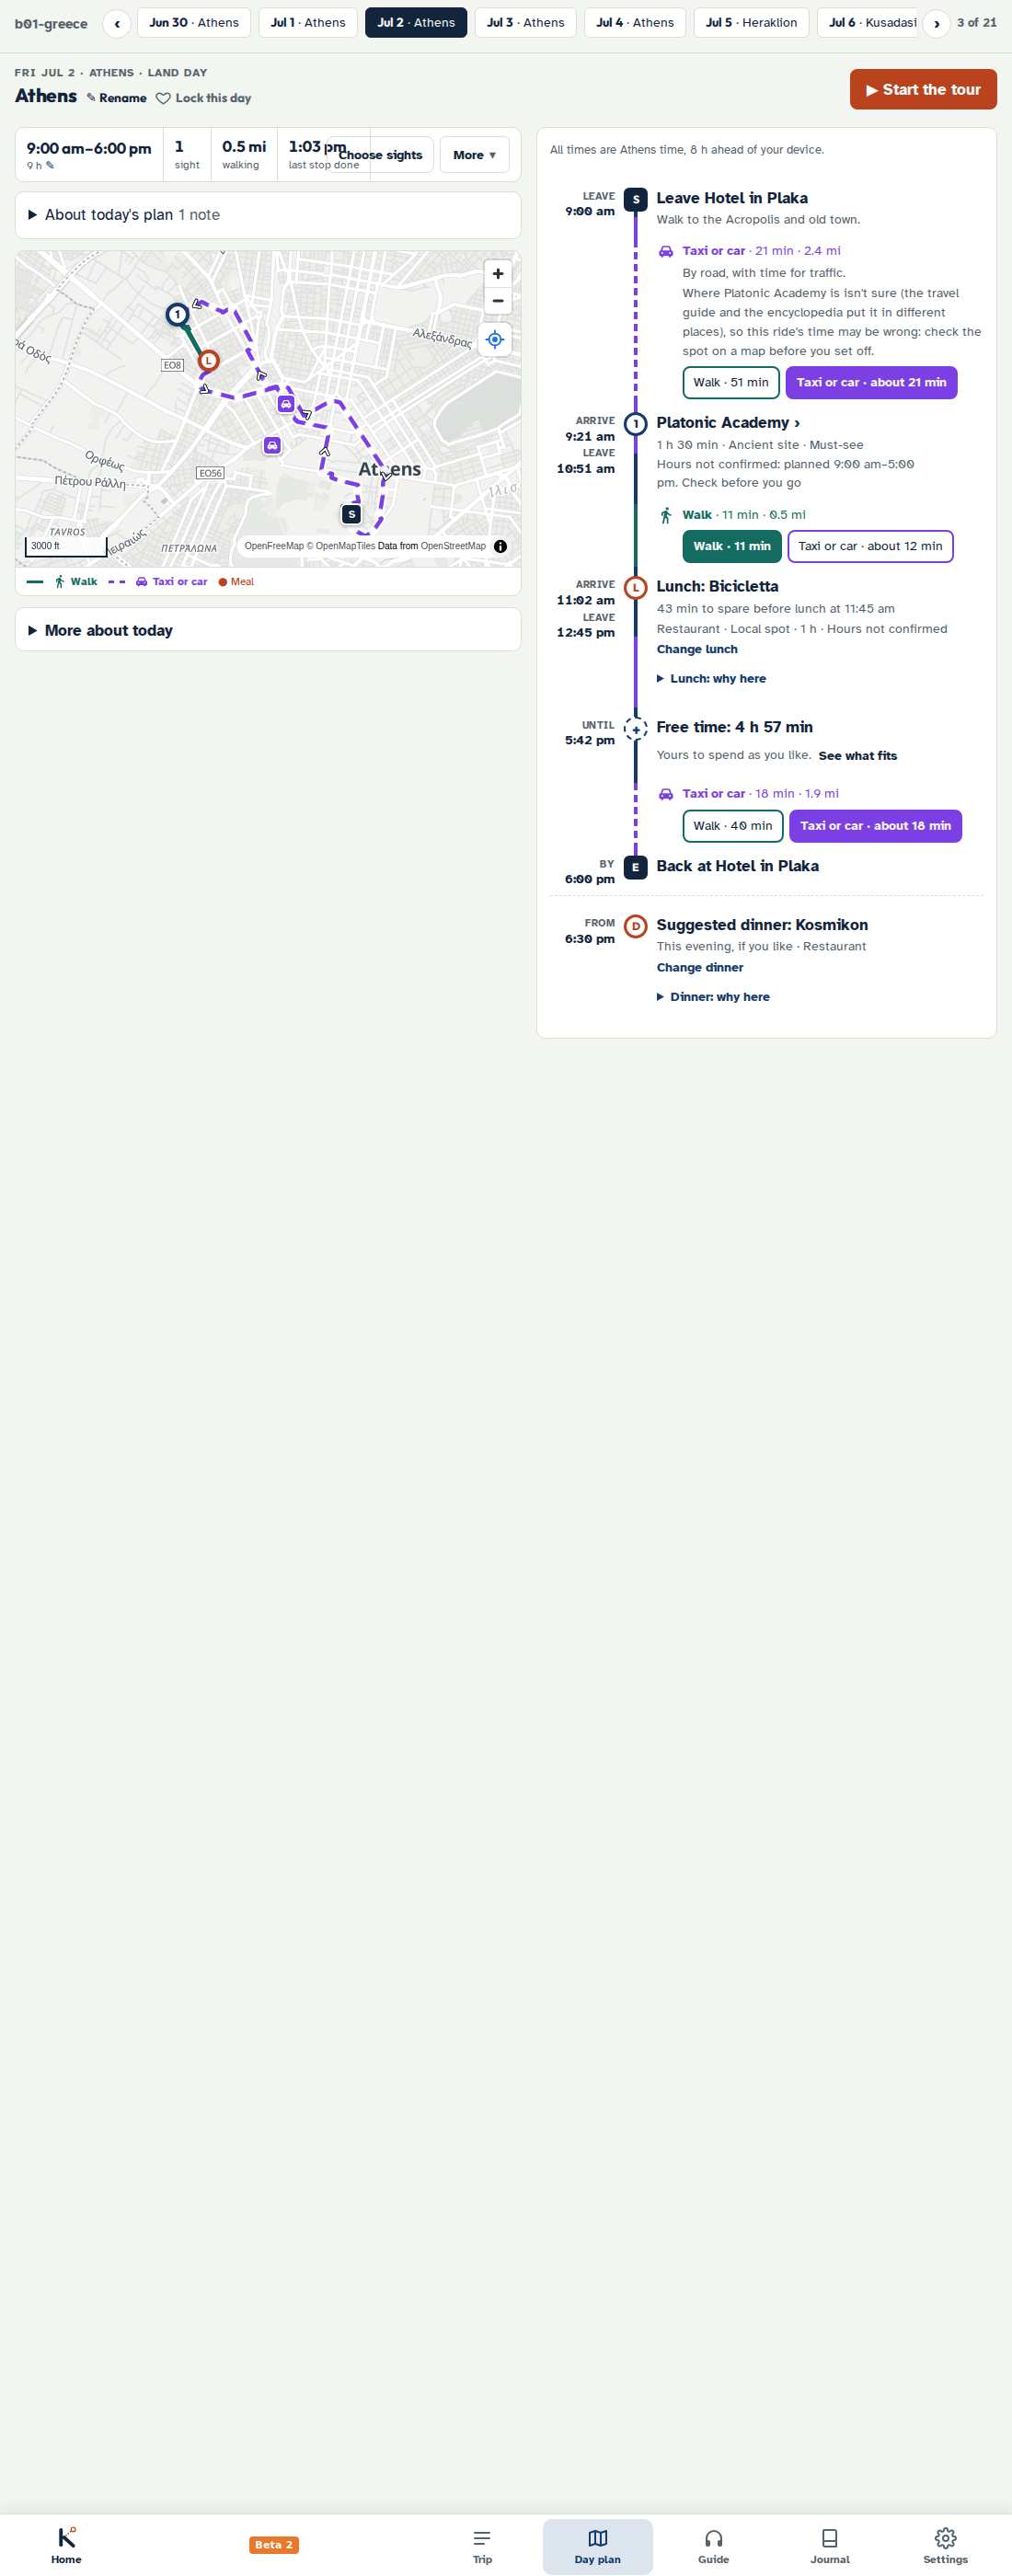 b01-greece
‹
Jun 30 · Athens
Jul 1 · Athens
Jul 2 · Athens
Jul 3 · Athens
Jul 4 · Athens
Jul 5 · Heraklion
Jul 6 · Kusadasi
›
3 of 21
FRI JUL 2 · ATHENS · LAND DAY
Athens ✎ Rename ♡ Lock this day
▶ Start the tour
9:00 am–6:00 pm
9 h ✎
1
sight
0.5 mi
walking
1:03 pm
last stop done
Choose sights
More ▼
▶ About today's plan 1 note
+
−
Αλεξάνδρας
ρά Οδός
1
L
EO8
Ορφέως
Πέτρου Ράλλη
EO56
Athens
Ιλισ
S
TAVROS
Πειραιώς
ΠΕΤΡΑΛΩΝΑ
3000 ft
OpenFreeMap © OpenMapTiles Data from OpenStreetMap
Walk
Taxi or car
Meal
▶ More about today
All times are Athens time, 8 h ahead of your device.
LEAVE
9:00 am
S
Leave Hotel in Plaka
Walk to the Acropolis and old town.
Taxi or car · 21 min · 2.4 mi
By road, with time for traffic.
Where Platonic Academy is isn't sure (the travel
guide and the encyclopedia put it in different
places), so this ride's time may be wrong: check the
spot on a map before you set off.
Walk · 51 min
Taxi or car · about 21 min
ARRIVE
9:21 am
LEAVE
10:51 am
1
Platonic Academy ›
1 h 30 min · Ancient site · Must-see
Hours not confirmed: planned 9:00 am–5:00
pm. Check before you go
Walk · 11 min · 0.5 mi
Walk · 11 min
Taxi or car · about 12 min
ARRIVE
11:02 am
LEAVE
12:45 pm
L
Lunch: Bicicletta
43 min to spare before lunch at 11:45 am
Restaurant · Local spot · 1 h · Hours not confirmed
Change lunch
▶ Lunch: why here
UNTIL
5:42 pm
+
Free time: 4 h 57 min
Yours to spend as you like. See what fits
Taxi or car · 18 min · 1.9 mi
Walk · 40 min
Taxi or car · about 18 min
BY
6:00 pm
E
Back at Hotel in Plaka
FROM
6:30 pm
D
Suggested dinner: Kosmikon
This evening, if you like · Restaurant
Change dinner
▶ Dinner: why here
Home
Beta 2
Trip
Day plan
Guide
Journal
Settings